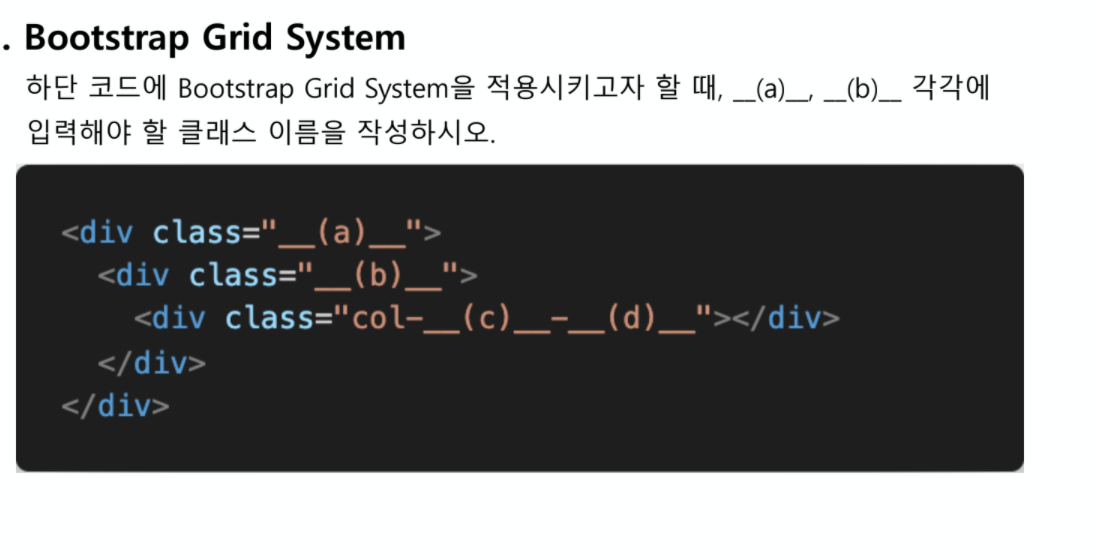 . Bootstrap Grid System
하단 코드에 Bootstrap Grid System을 적용시키고자 할 때, __(a)__, __(b)__ 각각에
입력해야 할 클래스 이름을 작성하시오.
<div class="__(a)__">
<div class="__(b)__">
<div class="col-__(c)__-__(d)__"></div>
</div>
</div>